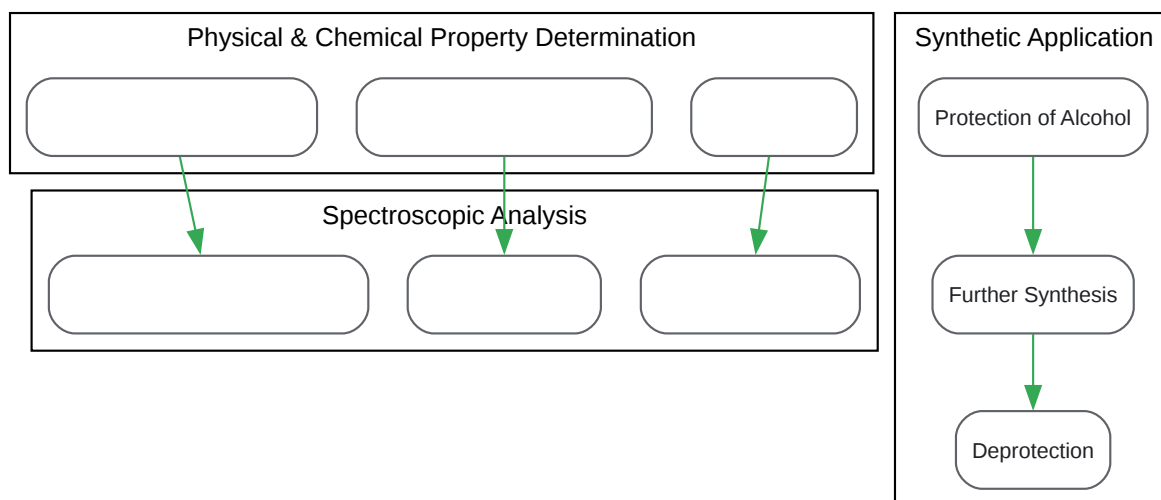 Physical & Chemical Property Determination
Spectroscopic Analysis
Synthetic Application
Protection of Alcohol
Further Synthesis
Deprotection